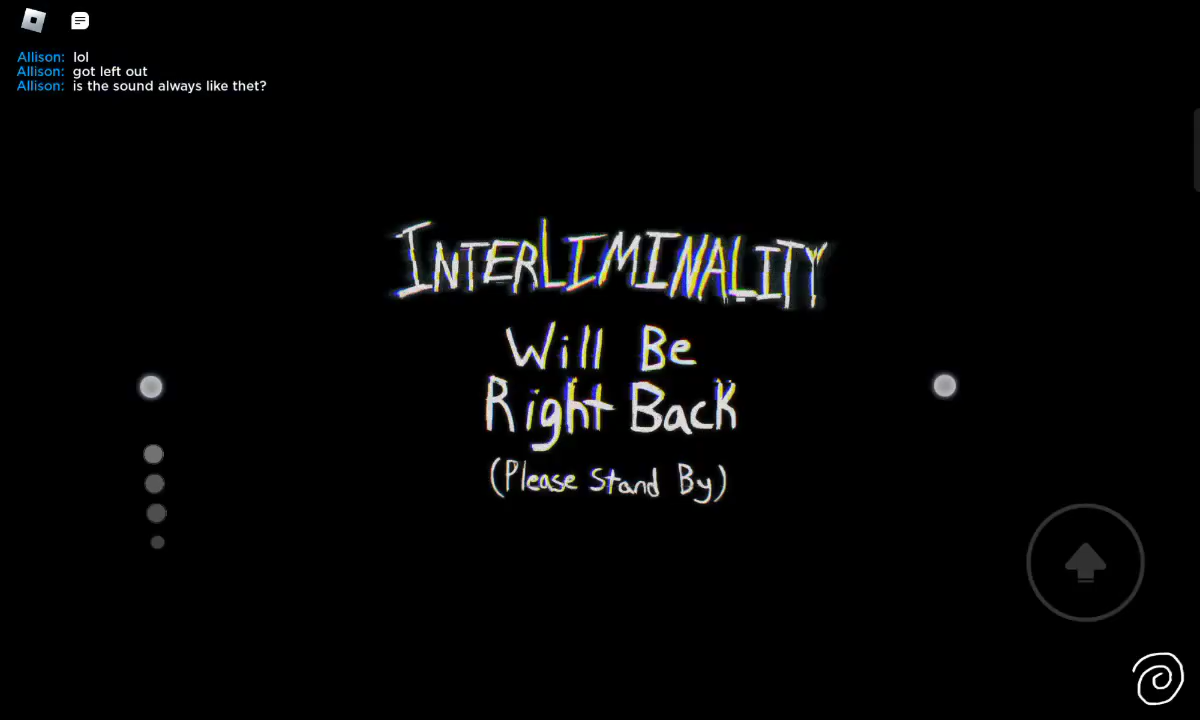 Allison: lol
Allison: got left out
Allison: is the sound always like thet?
INTERLIMINALITY
Will Be
Right Back
(Please Stand By)